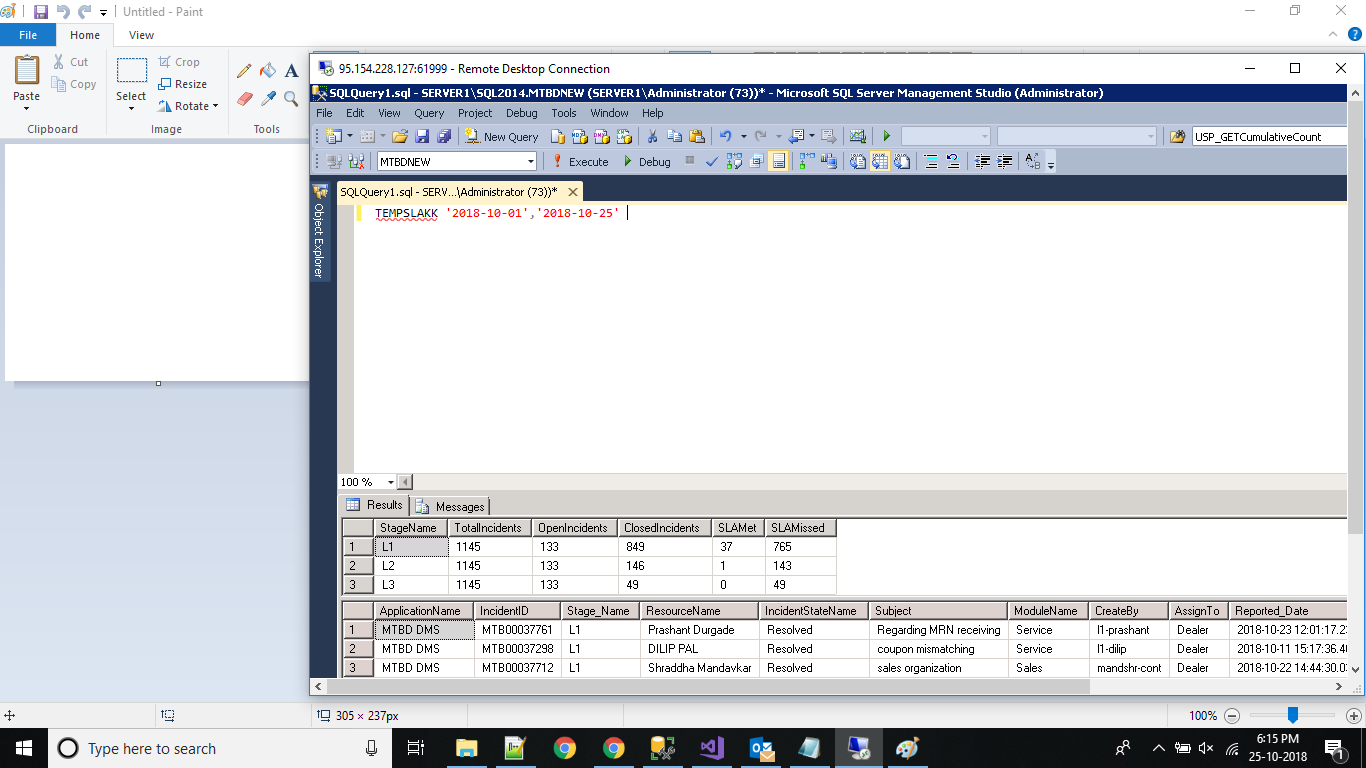 Untitled - Paint
File Home View
Paste Cut Copy
Clipboard
Select Crop Resize Rotate
Image
Tools
95.154.228.127:61999 - Remote Desktop Connection
SQLQuery1.sql - SERVER1\SQL2014.MTBDNEW (SERVER1\Administrator (73))* - Microsoft SQL Server Management Studio (Administrator)
File Edit View Query Project Debug Tools Window Help
New Query USP_GETCumulativeCount
MTBDNEW Execute Debug
Object Explorer
SQLQuery1.sql - SERV...\Administrator (73))*
TEMPSLAKK '2018-10-01','2018-10-25'
100 %
Results Messages
StageName TotalIncidents OpenIncidents ClosedIncidents SLAMet SLAMissed
1 L1 1145 133 849 37 765
2 L2 1145 133 146 1 143
3 L3 1145 133 49 0 49
ApplicationName IncidentID Stage_Name ResourceName IncidentStateName Subject ModuleName CreateBy AssignTo Reported_Date
1 MTBD DMS MTB00037761 L1 Prashant Durgade Resolved Regarding MRN receiving Service l1-prashant Dealer 2018-10-23 12:01:17.23
2 MTBD DMS MTB00037298 L1 DILIP PAL Resolved coupon mismatching Service l1-dilip Dealer 2018-10-11 15:17:36.40
3 MTBD DMS MTB00037712 L1 Shraddha Mandavkar Resolved sales organization Sales mandshr-cont Dealer 2018-10-22 14:44:30.03
305 × 237px 100%
Type here to search
6:15 PM
25-10-2018
1